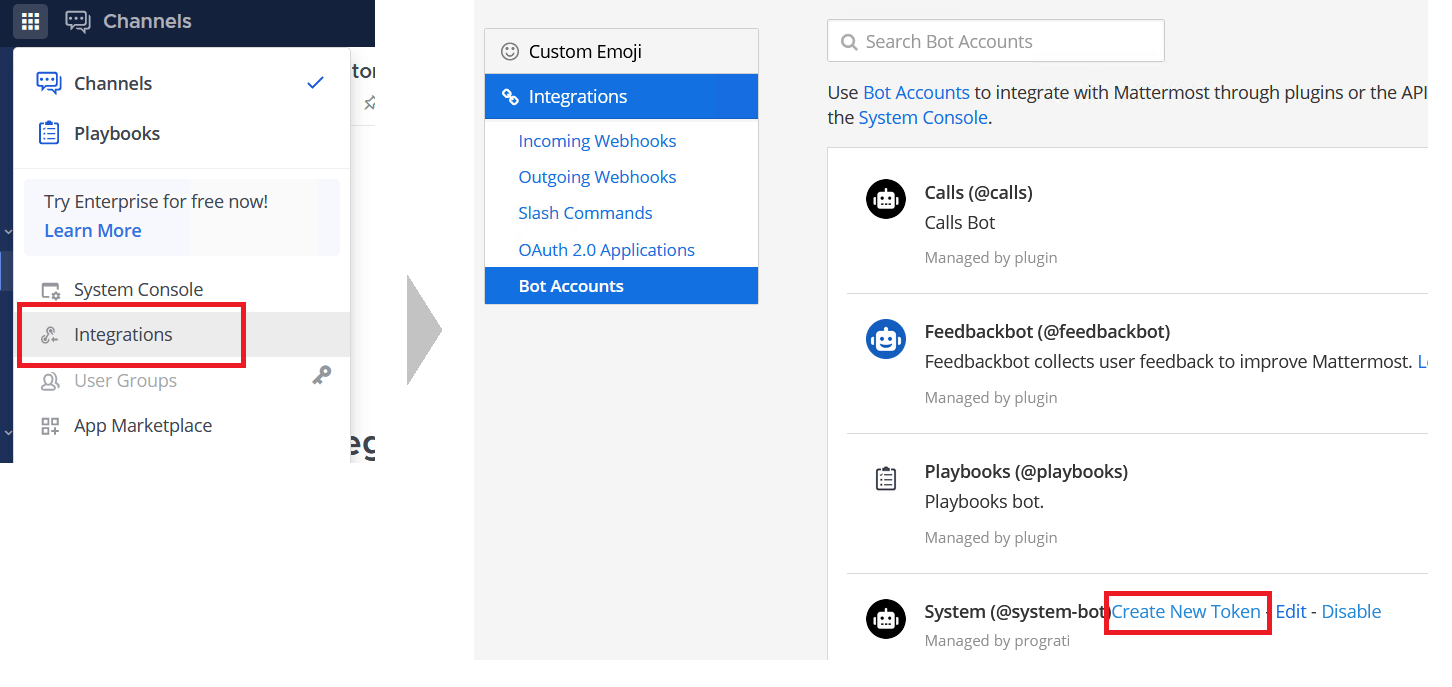 Channels
Channels
Playbooks
Try Enterprise for free now!
Learn More
System Console
Integrations
User Groups
App Marketplace
Custom Emoji
Integrations
Incoming Webhooks
Outgoing Webhooks
Slash Commands
OAuth 2.0 Applications
Bot Accounts
Search Bot Accounts
Use Bot Accounts to integrate with Mattermost through plugins or the API
the System Console.
Calls (@calls)
Calls Bot
Managed by plugin
Feedbackbot (@feedbackbot)
Feedbackbot collects user feedback to improve Mattermost.
Managed by plugin
Playbooks (@playbooks)
Playbooks bot.
Managed by plugin
System (@system-bot)Create New Token - Edit - Disable
Managed by prograti